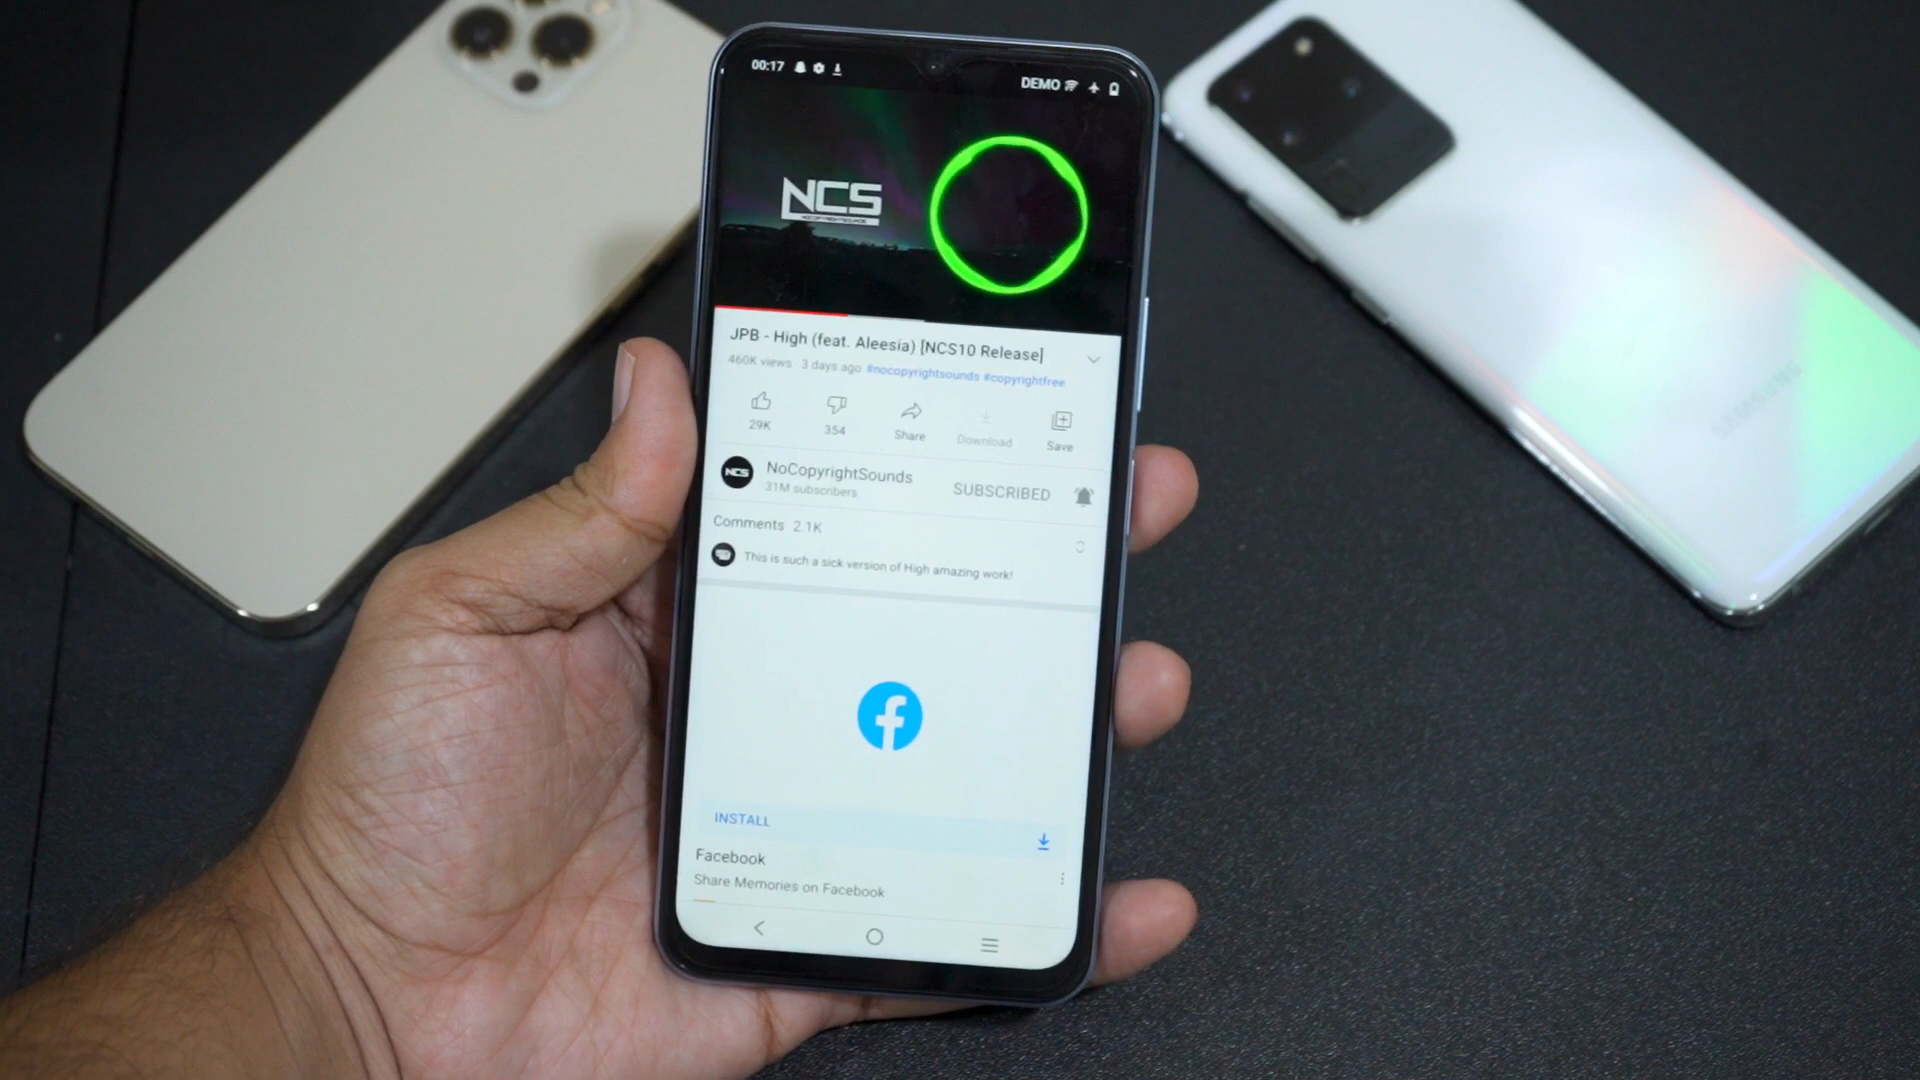 00:17
DEMO
NCS
NOCOPYRIGHTSOUNDS
JPB - High (feat. Aleesia) [NCS10 Release]
460K views · 3 days ago #nocopyrightsounds #copyrightfree
29K
354
Share
Download
Save
NCS
NoCopyrightSounds
31M subscribers
SUBSCRIBED
Comments 2.1K
This is such a sick version of High amazing work!
INSTALL
Facebook
Share Memories on Facebook
SAMSUNG